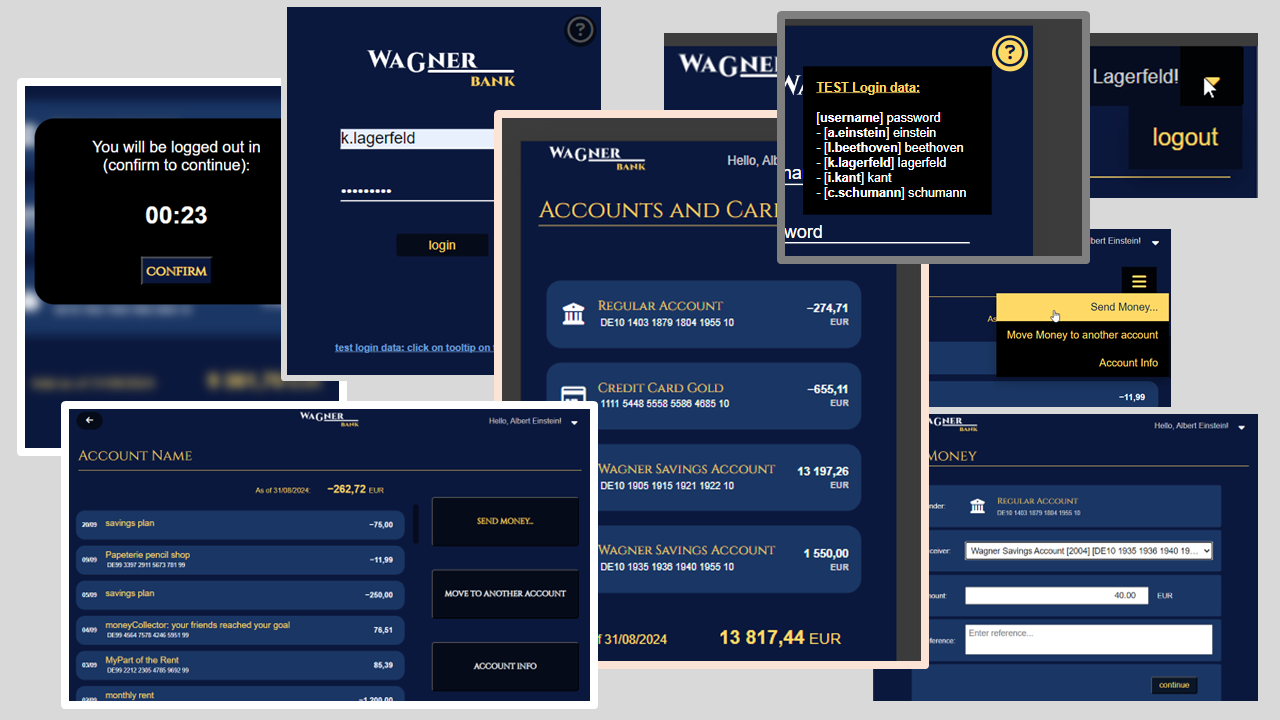 You will be logged out in
(confirm to continue):
00:23
CONFIRM
WAGNER
BANK
k.lagerfeld
•••••••••
login
test login data: click on tooltip on
WAGNE
Lagerfeld!
logout
?
TEST Login data:
[username] password
- [a.einstein] einstein
- [l.beethoven] beethoven
- [k.lagerfeld] lagerfeld
- [i.kant] kant
- [c.schumann] schumann
word
WAGNER
BANK
Hello, Alb
ACCOUNTS AND CAR
REGULAR ACCOUNT
DE10 1403 1879 1804 1955 10
−274,71
EUR
CREDIT CARD GOLD
1111 5448 5558 5586 4685 10
−655,11
EUR
WAGNER SAVINGS ACCOUNT
DE10 1905 1915 1921 1922 10
13 197,26
EUR
WAGNER SAVINGS ACCOUNT
DE10 1935 1936 1940 1955 10
1 550,00
EUR
f 31/08/2024
13 817,44 EUR
bert Einstein!
As
Send Money...
Move Money to another account
Account Info
−11,99
WAGNER
BANK
Hello, Albert Einstein!
ACCOUNT NAME
As of 31/08/2024:
−262,72 EUR
20/09 savings plan −75,00
09/09 Papeterie pencil shop −11,99
DE99 3397 2911 5673 781 99
05/09 savings plan −250,00
04/09 moneyCollector: your friends reached your goal 76,51
DE99 4564 7578 4246 5951 99
03/09 MyPart of the Rent 85,39
DE99 2212 2305 4785 9692 99
monthly rent −1 200,00
SEND MONEY...
MOVE TO ANOTHER ACCOUNT
ACCOUNT INFO
AGNER
BANK
Hello, Albert Einstein!
MONEY
nder:
REGULAR ACCOUNT
DE10 1403 1879 1804 1955 10
ceiver:
Wagner Savings Account [2004] [DE10 1935 1936 1940 19...
ount:
40.00
EUR
ference:
Enter reference...
continue